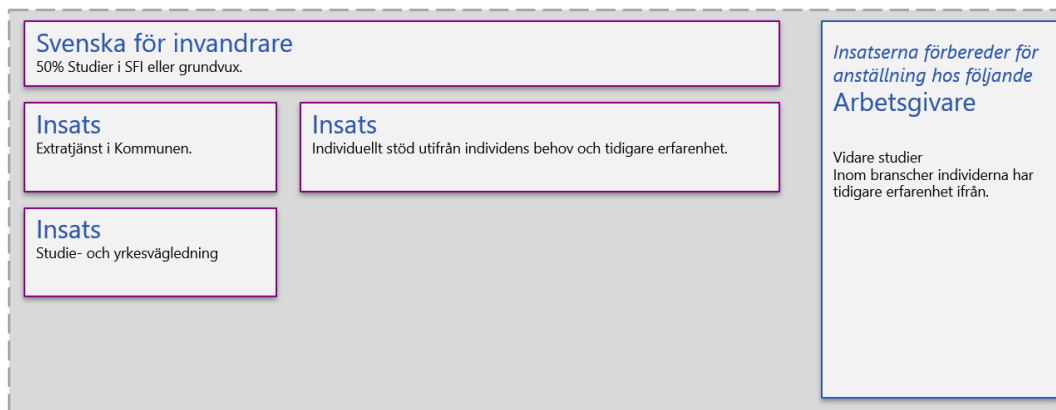 Svenska för invandrare
50% Studier i SFI eller grundvux.
Insats
Extratjänst i Kommunen.
Insats
Individuellt stöd utifrån individens behov och tidigare erfarenhet.
Insats
Studie- och yrkesvägledning
Insatserna förbereder för
anställning hos följande
Arbetsgivare
Vidare studier
Inom branscher individerna har
tidigare erfarenhet ifrån.